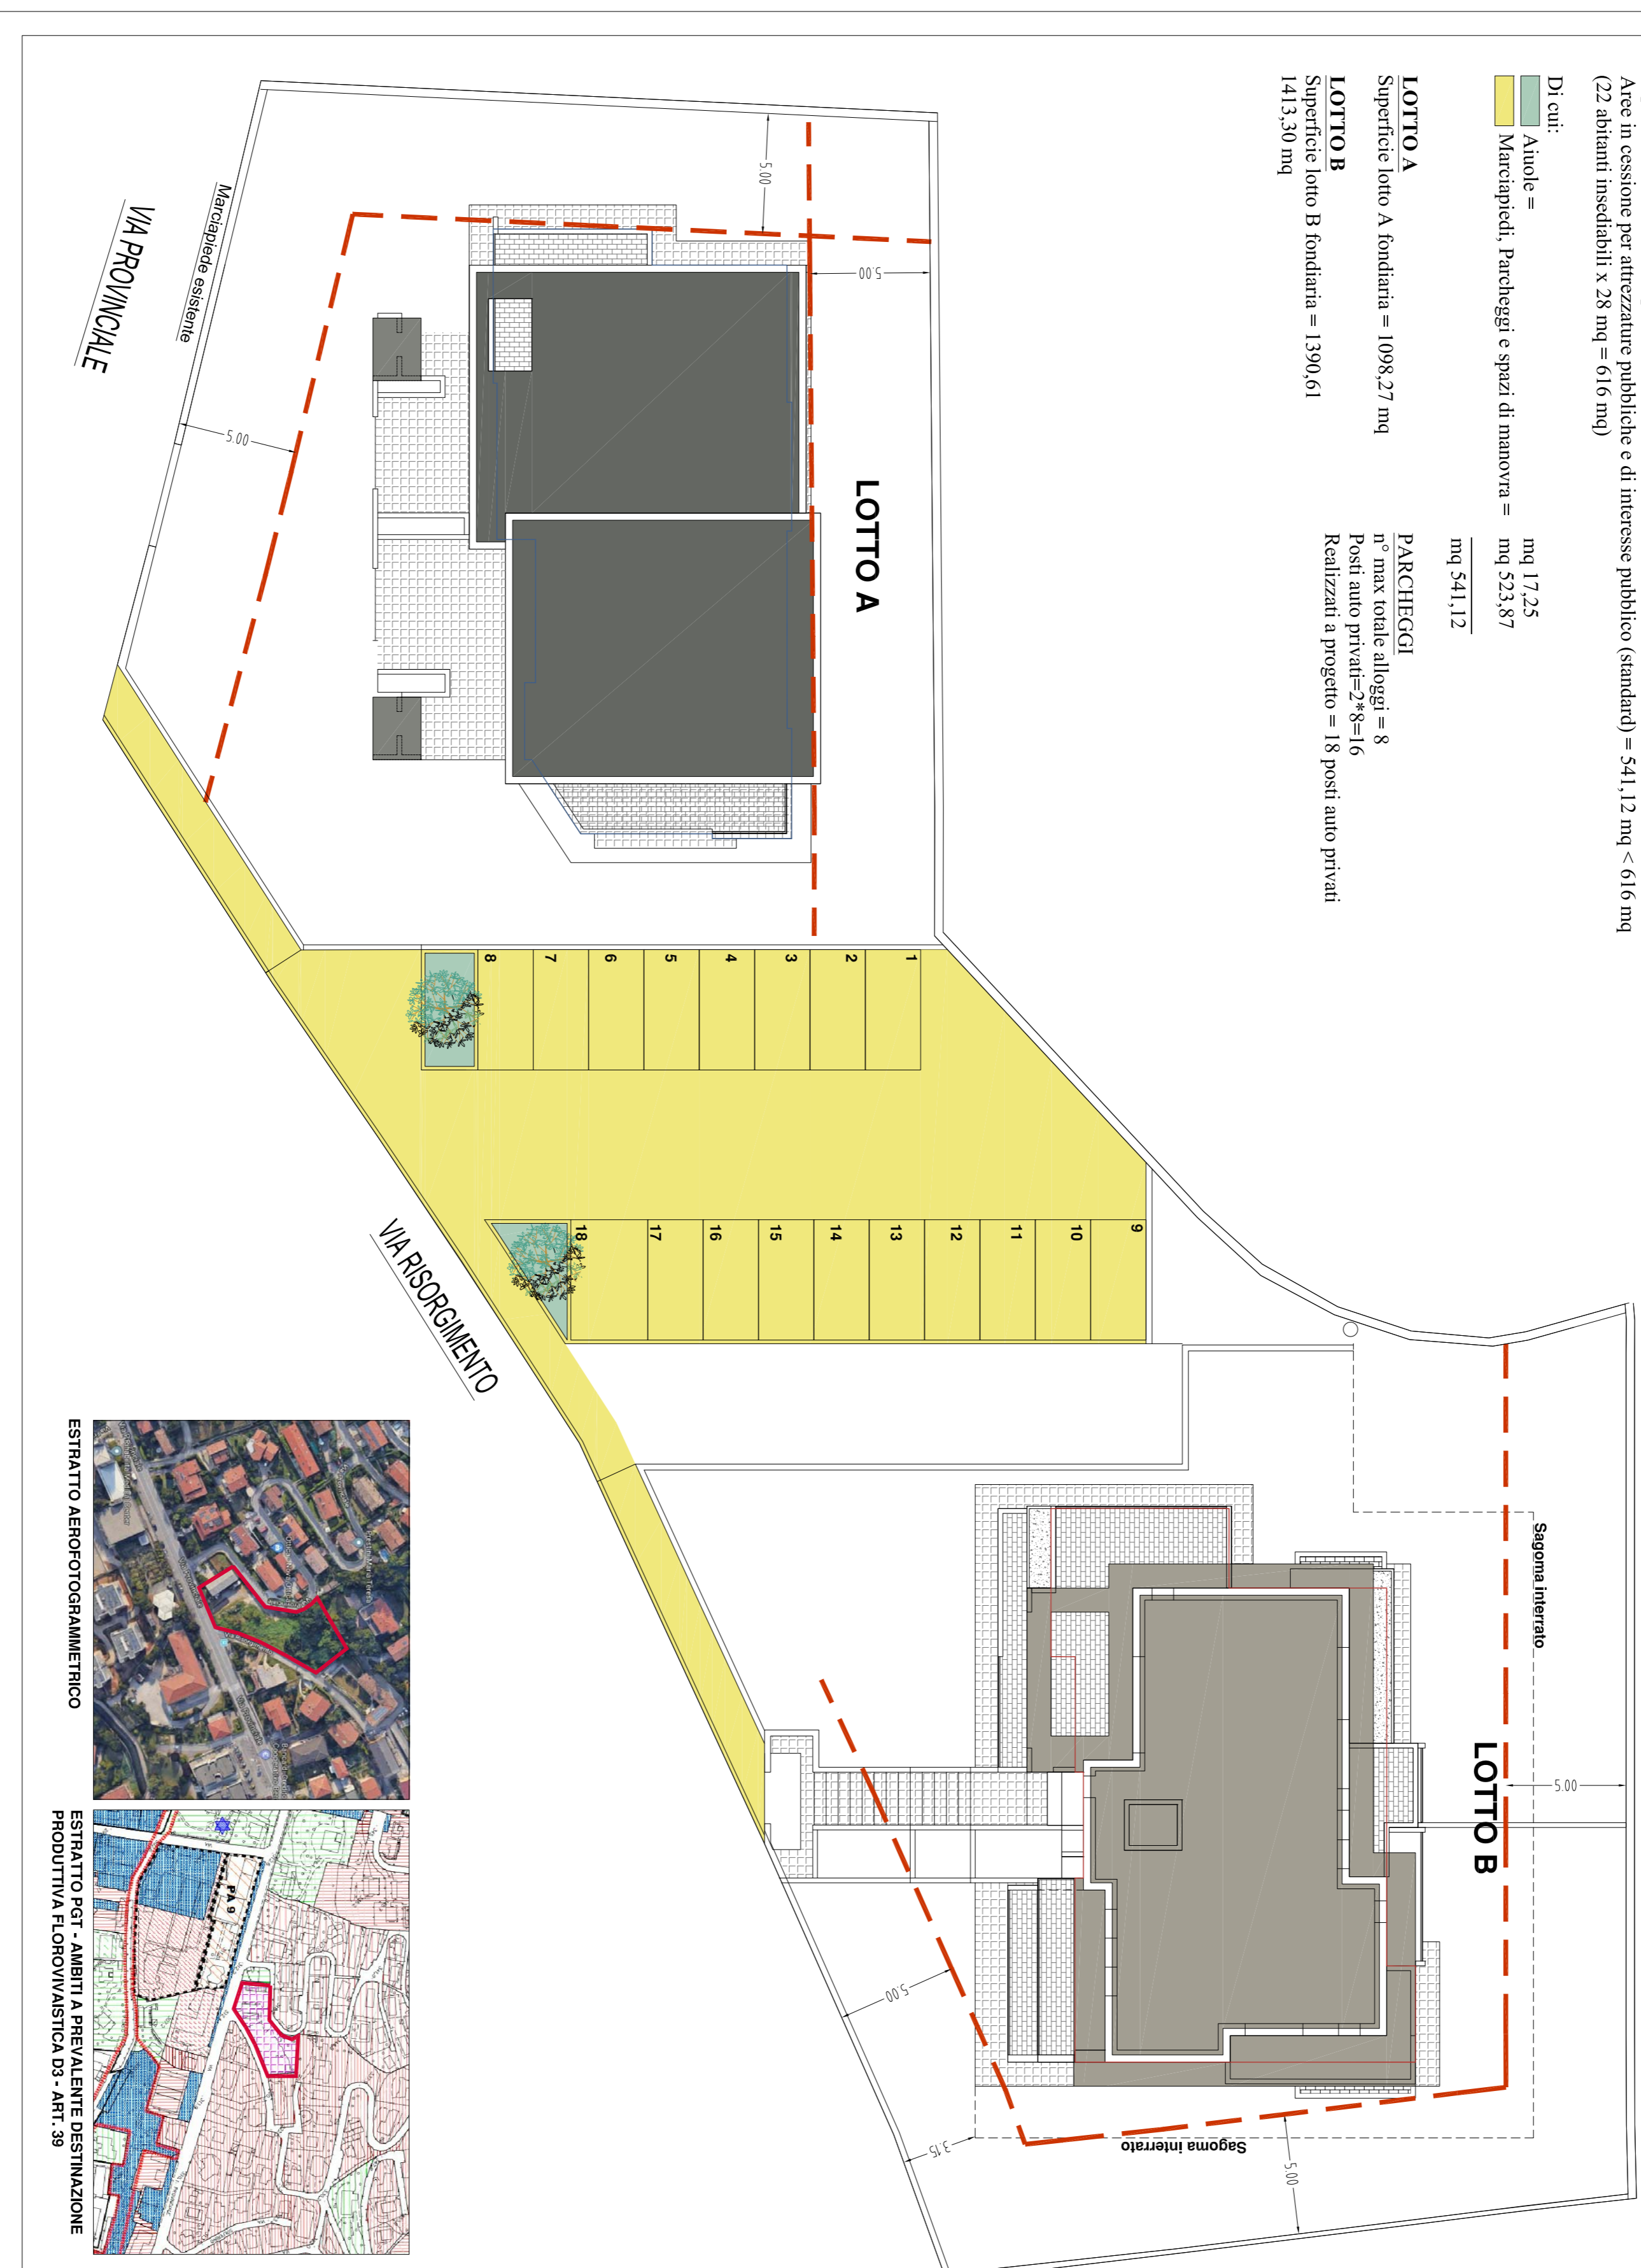 Aree in cessione per attrezzature pubbliche e di interesse pubblico (standard) = 541,12 mq < 616 mq
(22 abitanti insediabili x 28 mq = 616 mq)
Di cui:
Aiuole = mq 17,25
Marciapiedi, Parcheggi e spazi di manovra = mq 523,87
mq 541,12
LOTTO A
Superficie lotto A fondiaria = 1098,27 mq
LOTTO B
Superficie lotto B fondiaria = 1390,61
1413,30 mq
PARCHEGGI
n° max totale alloggi = 8
Posti auto privati=2*8=16
Realizzati a progetto = 18 posti auto privati
LOTTO A
5.00
5.00
5.00
Marciapiede esistente
VIA PROVINCIALE
1
2
3
4
5
6
7
8
9
10
11
12
13
14
15
16
17
18
VIA RISORGIMENTO
LOTTO B
Sagoma interrato
5.00
5.00
3.15
5.00
Sagoma interrato
ESTRATTO AEROFOTOGRAMMETRICO
PA 9
ESTRATTO PGT - AMBITI A PREVALENTE DESTINAZIONE
PRODUTTIVA FLOROVIVAISTICA D3 - ART. 39